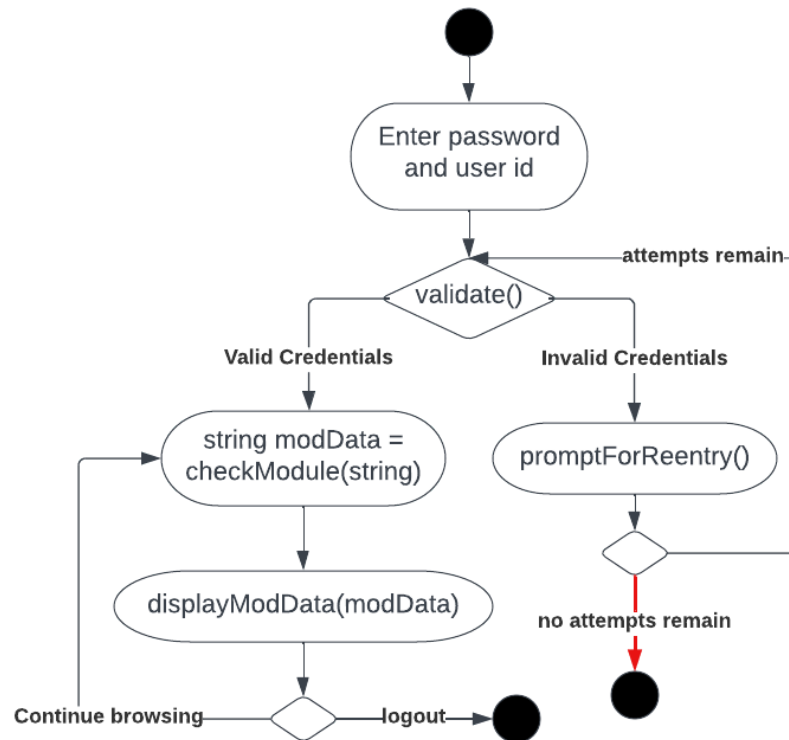 Enter password
and user id
attempts remain
validate()
Valid Credentials
Invalid Credentials
string modData =
checkModule(string)
promptForReentry()
displayModData(modData)
no attempts remain
Continue browsing
logout